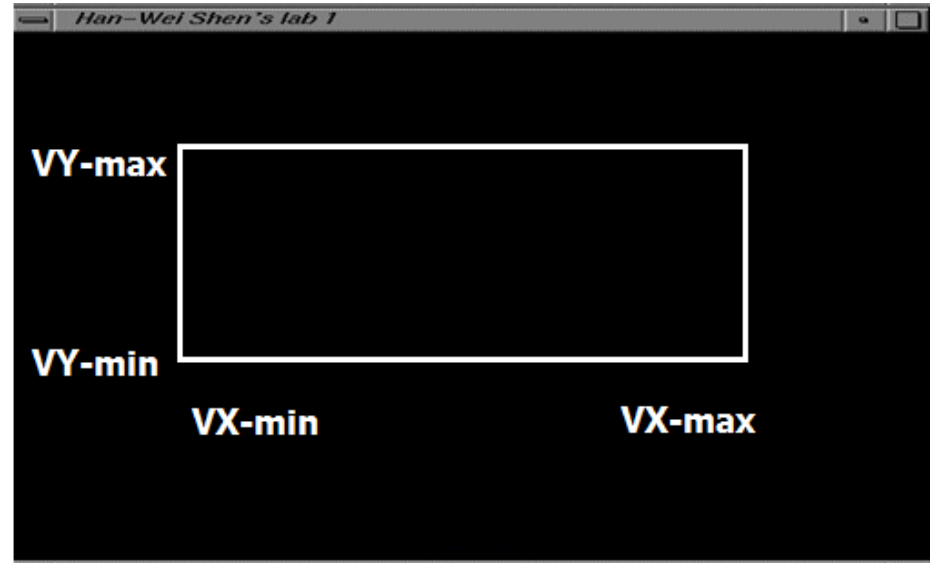 Han-Wei Shen's lab 1
VY-max
VY-min
VX-min
VX-max